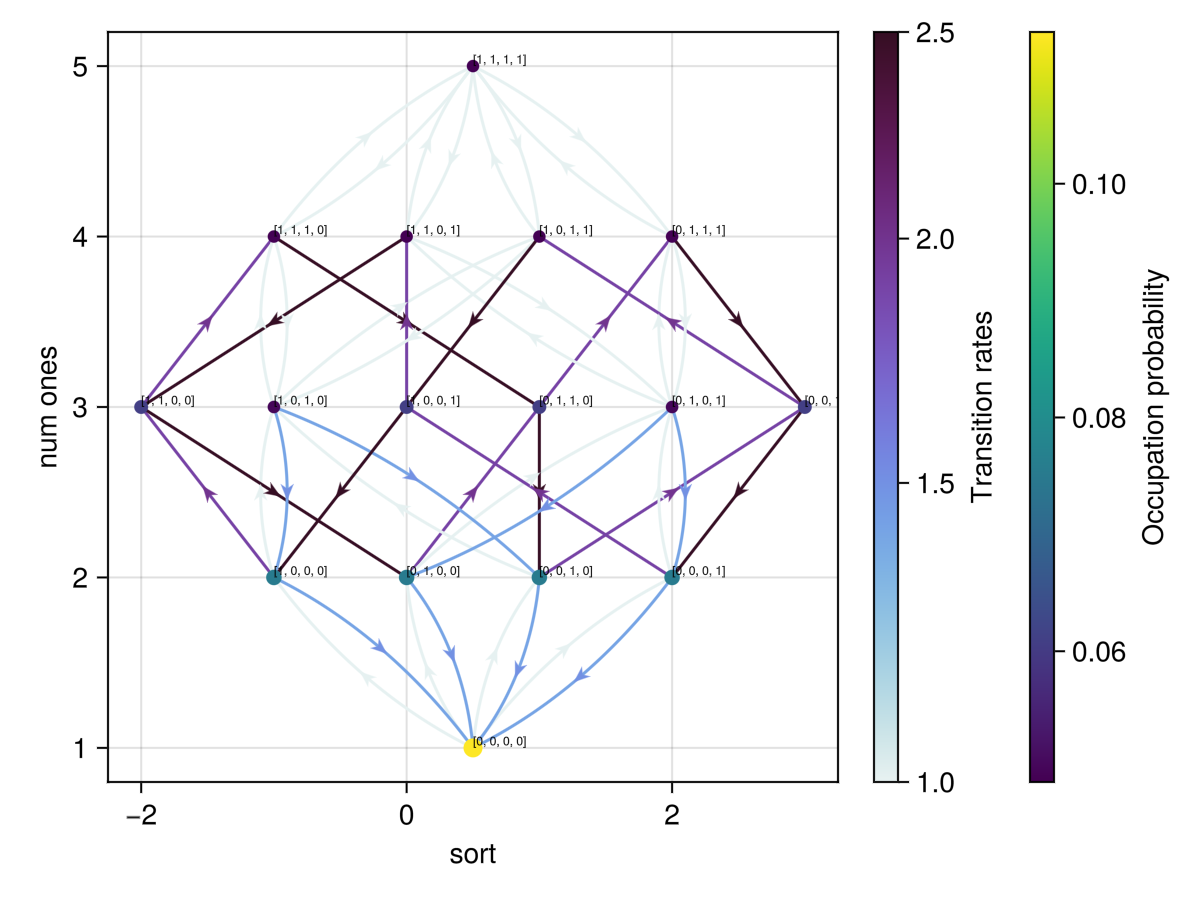 5
[1, 1, 1, 1]
4
[1, 1, 1, 0]
[1, 1, 0, 1]
[1, 0, 1, 1]
[0, 1, 1, 1]
3
[1, 1, 0, 0]
[1, 0, 1, 0]
[1, 0, 0, 1]
[0, 1, 1, 0]
[0, 1, 0, 1]
[0, 0,
2
[1, 0, 0, 0]
[0, 1, 0, 0]
[0, 0, 1, 0]
[0, 0, 0, 1]
1
[0, 0, 0, 0]
−2
0
2
sort
num ones
2.5
2.0
1.5
1.0
Transition rates
0.10
0.08
0.06
Occupation probability